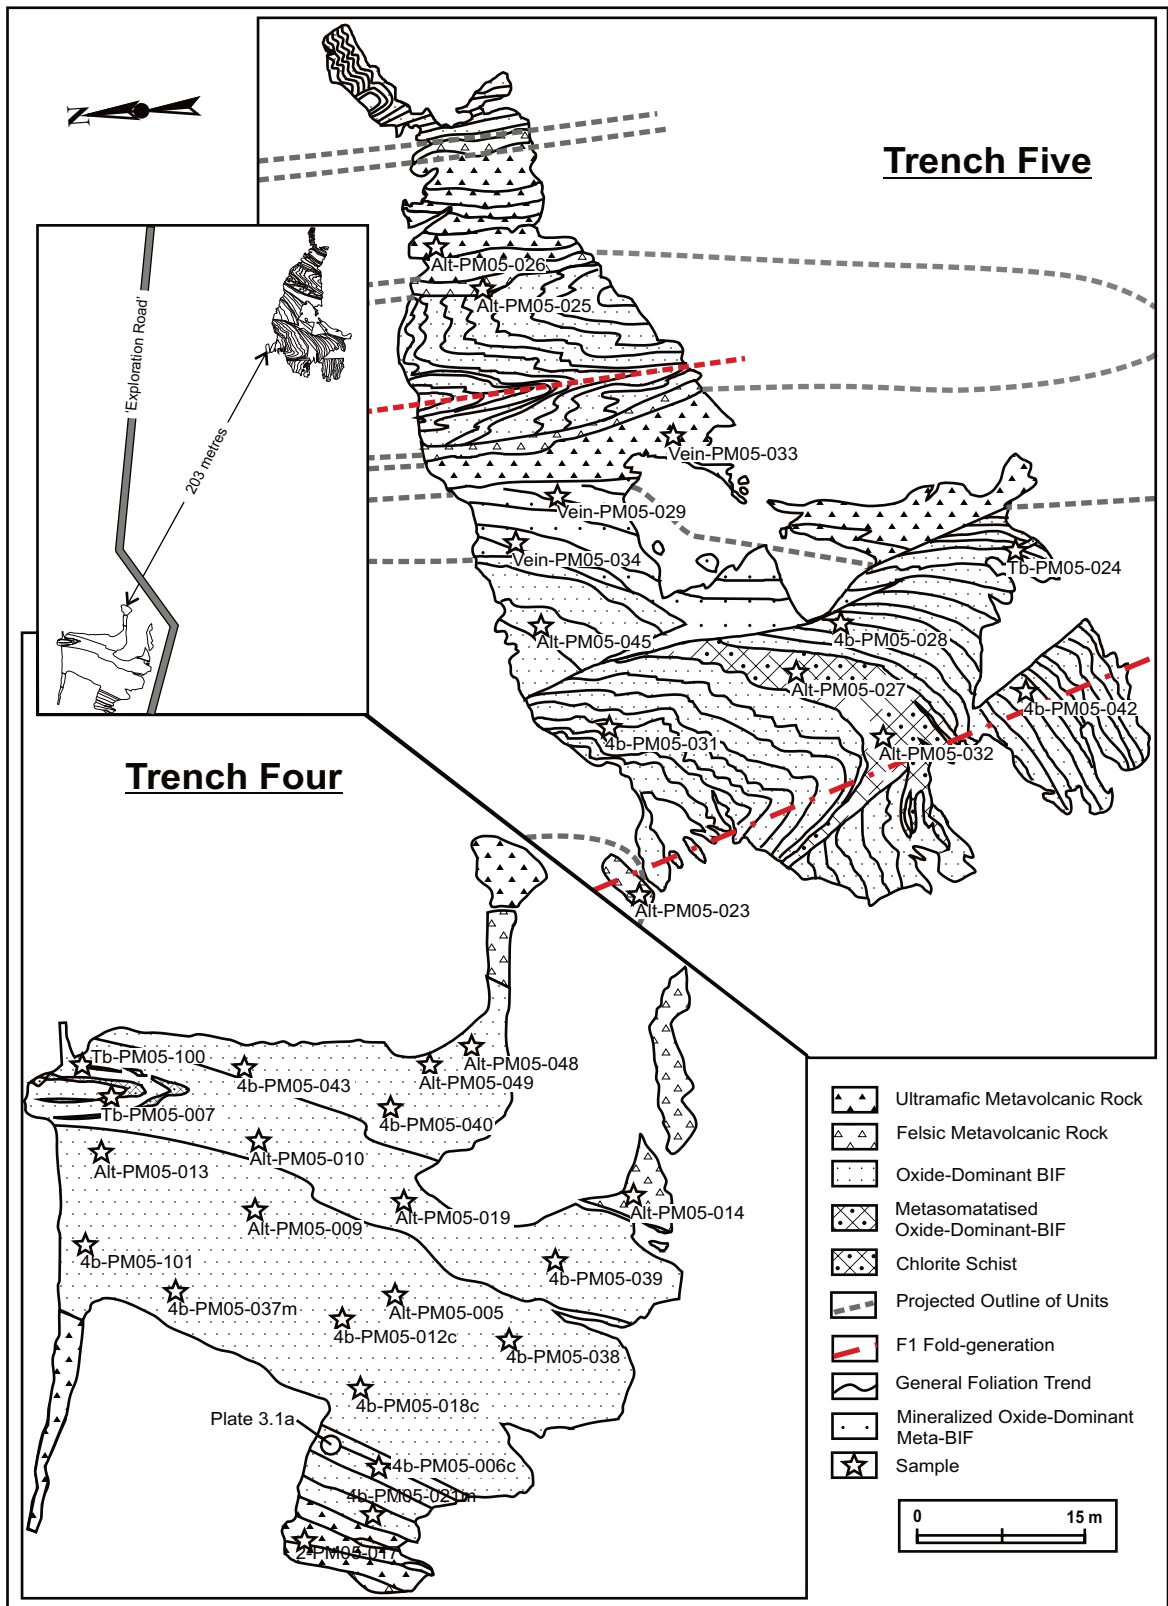 N
Trench Five
'Exploration Road'
203 metres
Alt-PM05-026
Alt-PM05-025
Vein-PM05-033
Vein-PM05-029
Vein-PM05-034
Tb-PM05-024
Alt-PM05-045
4b-PM05-028
Alt-PM05-027
4b-PM05-042
4b-PM05-031
Alt-PM05-032
Alt-PM05-023
Trench Four
Tb-PM05-100
4b-PM05-043
Alt-PM05-048
Alt-PM05-049
Tb-PM05-007
4b-PM05-040
Alt-PM05-013
Alt-PM05-010
Alt-PM05-009
Alt-PM05-019
Alt-PM05-014
4b-PM05-101
4b-PM05-039
4b-PM05-037m
Alt-PM05-005
4b-PM05-012c
4b-PM05-038
4b-PM05-018c
Plate 3.1a
4b-PM05-006c
4b-PM05-021m
2-PM05-017
Ultramafic Metavolcanic Rock
Felsic Metavolcanic Rock
Oxide-Dominant BIF
Metasomatatised
Oxide-Dominant-BIF
Chlorite Schist
Projected Outline of Units
F1 Fold-generation
General Foliation Trend
Mineralized Oxide-Dominant
Meta-BIF
Sample
0 15 m